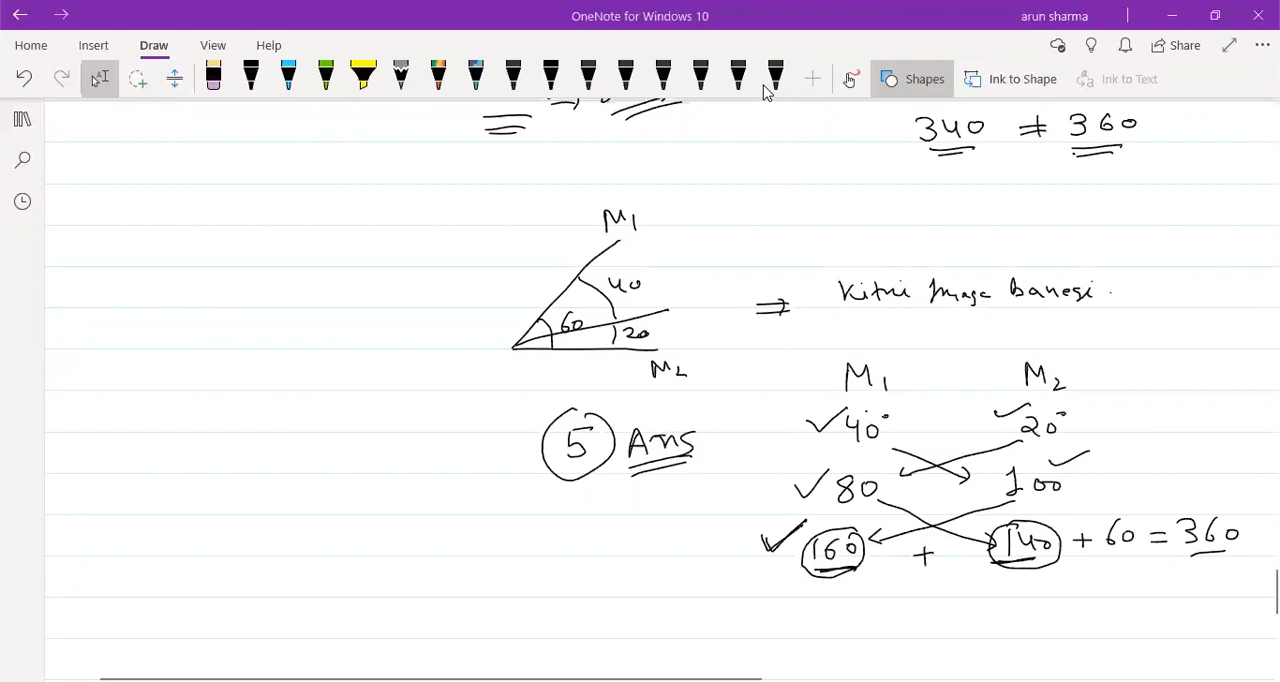 OneNote for Windows 10
arun sharma
Home Insert Draw View Help
Share
Shapes
Ink to Shape
Ink to Text
340 ≠ 360
M1
40
60
20
M2
⇒ Kitni Image banegi.
M1 M2
✓40° ✓20°
✓80 100✓
✓160 + 140 + 60 = 360
5 Ans